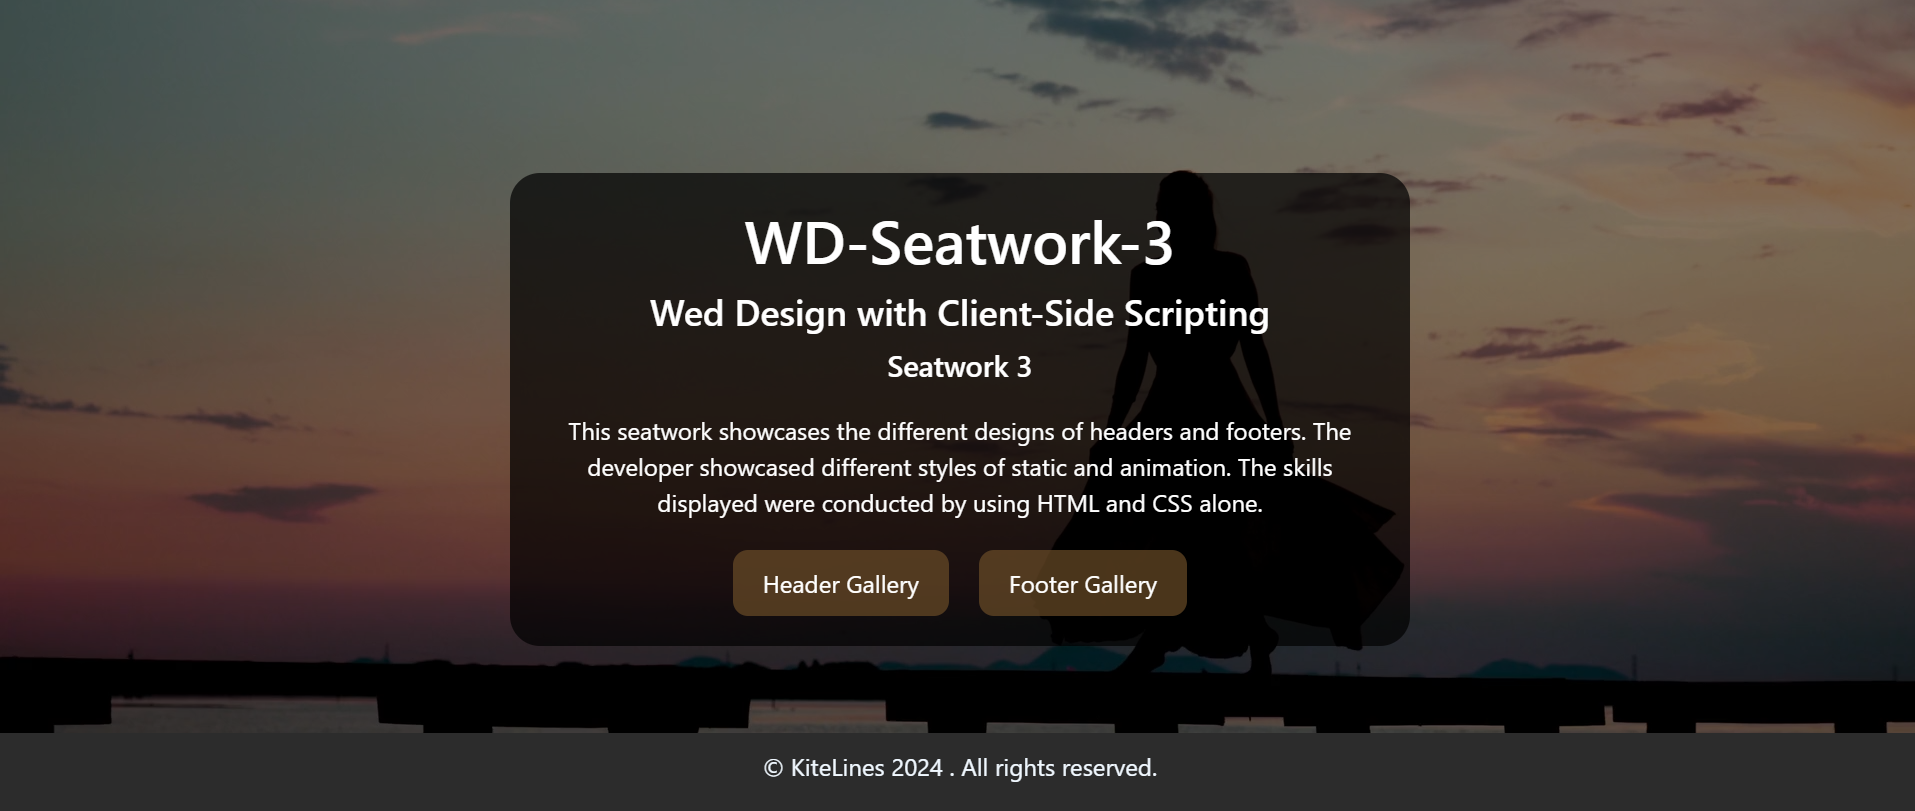 WD-Seatwork-3
Wed Design with Client-Side Scripting
Seatwork 3
This seatwork showcases the different designs of headers and footers. The
developer showcased different styles of static and animation. The skills
displayed were conducted by using HTML and CSS alone.
Header Gallery
Footer Gallery
© KiteLines 2024 . All rights reserved.